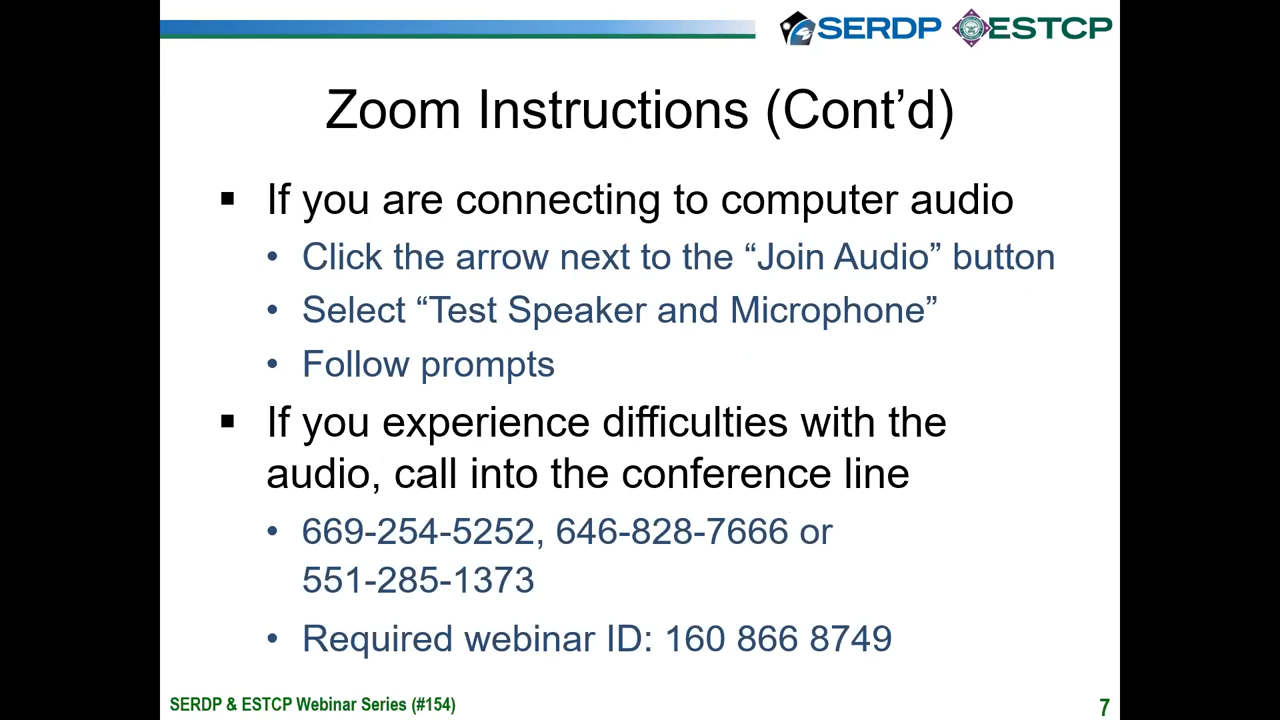 SERDP ESTCP
Zoom Instructions (Cont’d)
▪ If you are connecting to computer audio
• Click the arrow next to the “Join Audio” button
• Select “Test Speaker and Microphone”
• Follow prompts
▪ If you experience difficulties with the
audio, call into the conference line
• 669-254-5252, 646-828-7666 or
551-285-1373
• Required webinar ID: 160 866 8749
SERDP & ESTCP Webinar Series (#154)
7